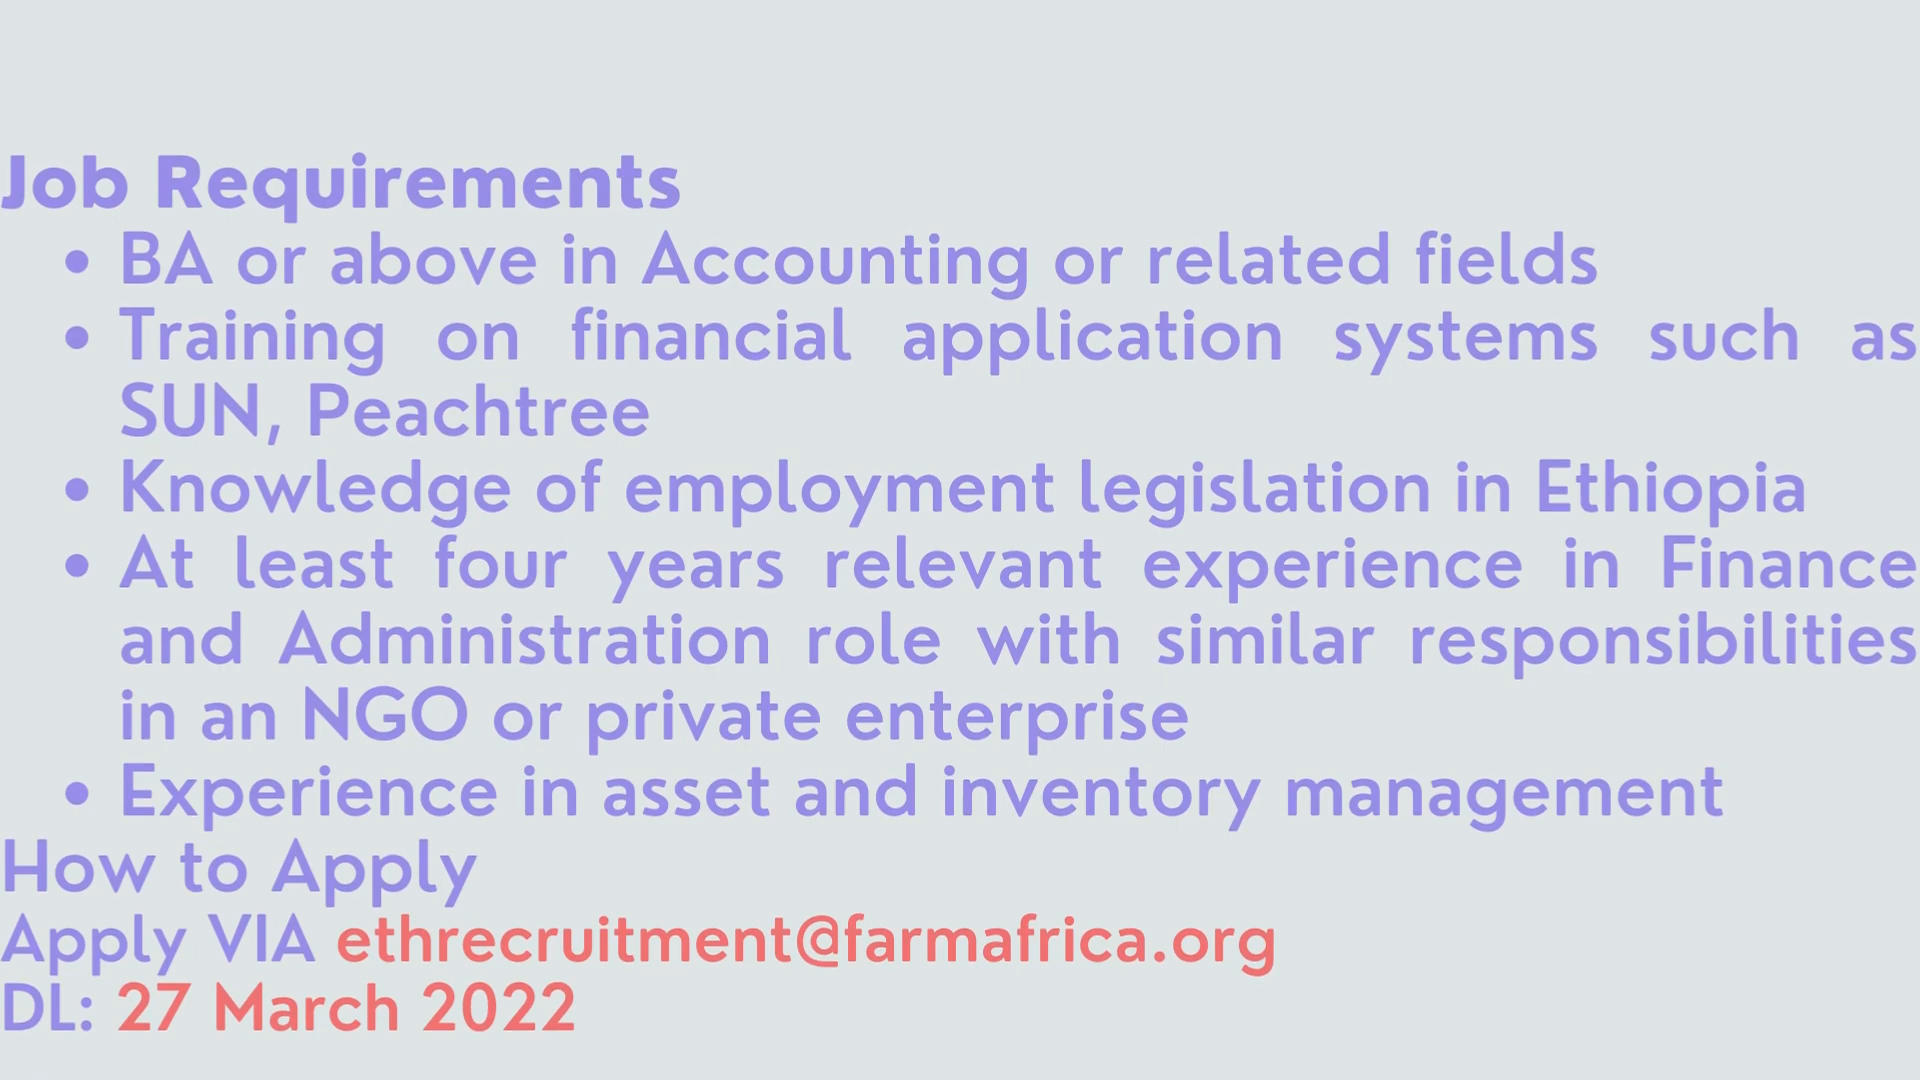 Job Requirements
• BA or above in Accounting or related fields
• Training on financial application systems such as
SUN, Peachtree
• Knowledge of employment legislation in Ethiopia
• At least four years relevant experience in Finance
and Administration role with similar responsibilities
in an NGO or private enterprise
• Experience in asset and inventory management
How to Apply
Apply VIA ethrecruitment@farmafrica.org
DL: 27 March 2022